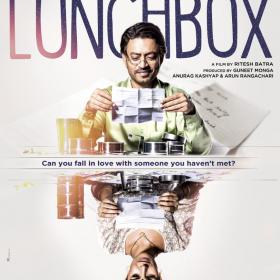 LUNCHBOX
A FILM BY RITESH BATRA
PRODUCED BY GUNEET MONGA
ANURAG KASHYAP & ARUN RANGACHARI
Can you fall in love with someone you haven't met?